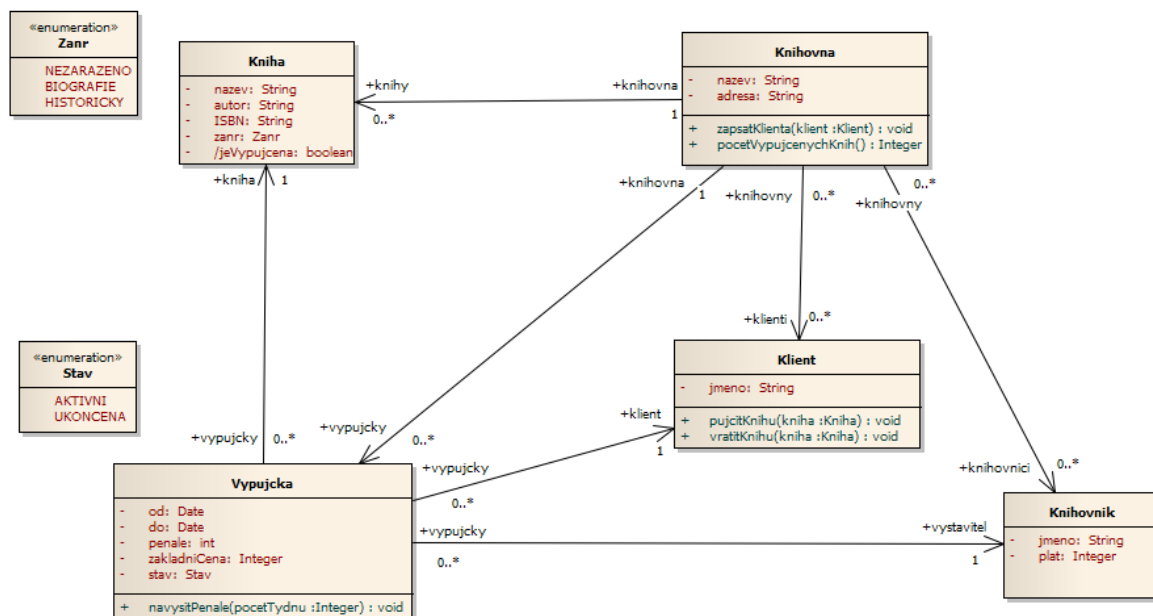 «enumeration»
Zanr
NEZARAZENO
BIOGRAFIE
HISTORICKY
Kniha
- nazev: String
- autor: String
- ISBN: String
- zanr: Zanr
- /jeVypujcena: boolean
Knihovna
- nazev: String
- adresa: String
+ zapsatKlienta(klient :Klient) : void
+ pocetVypujcenychKnih() : Integer
+knihy
0..*
+knihovna
1
+kniha
1
+knihovna
1
+knihovny
0..*
0..*
+knihovny
«enumeration»
Stav
AKTIVNI
UKONCENA
+klienti
0..*
Klient
- jmeno: String
+ pujcitKnihu(kniha :Kniha) : void
+ vratitKnihu(kniha :Kniha) : void
+vypujcky
0..*
+vypujcky
0..*
+klient
1
+vypujcky
0..*
+knihovnici
0..*
Vypujcka
- od: Date
- do: Date
- penale: int
- zakladniCena: Integer
- stav: Stav
+ navysitPenale(pocetTydnu :Integer) : void
+vypujcky
0..*
+vystavitel
1
Knihovnik
- jmeno: String
- plat: Integer